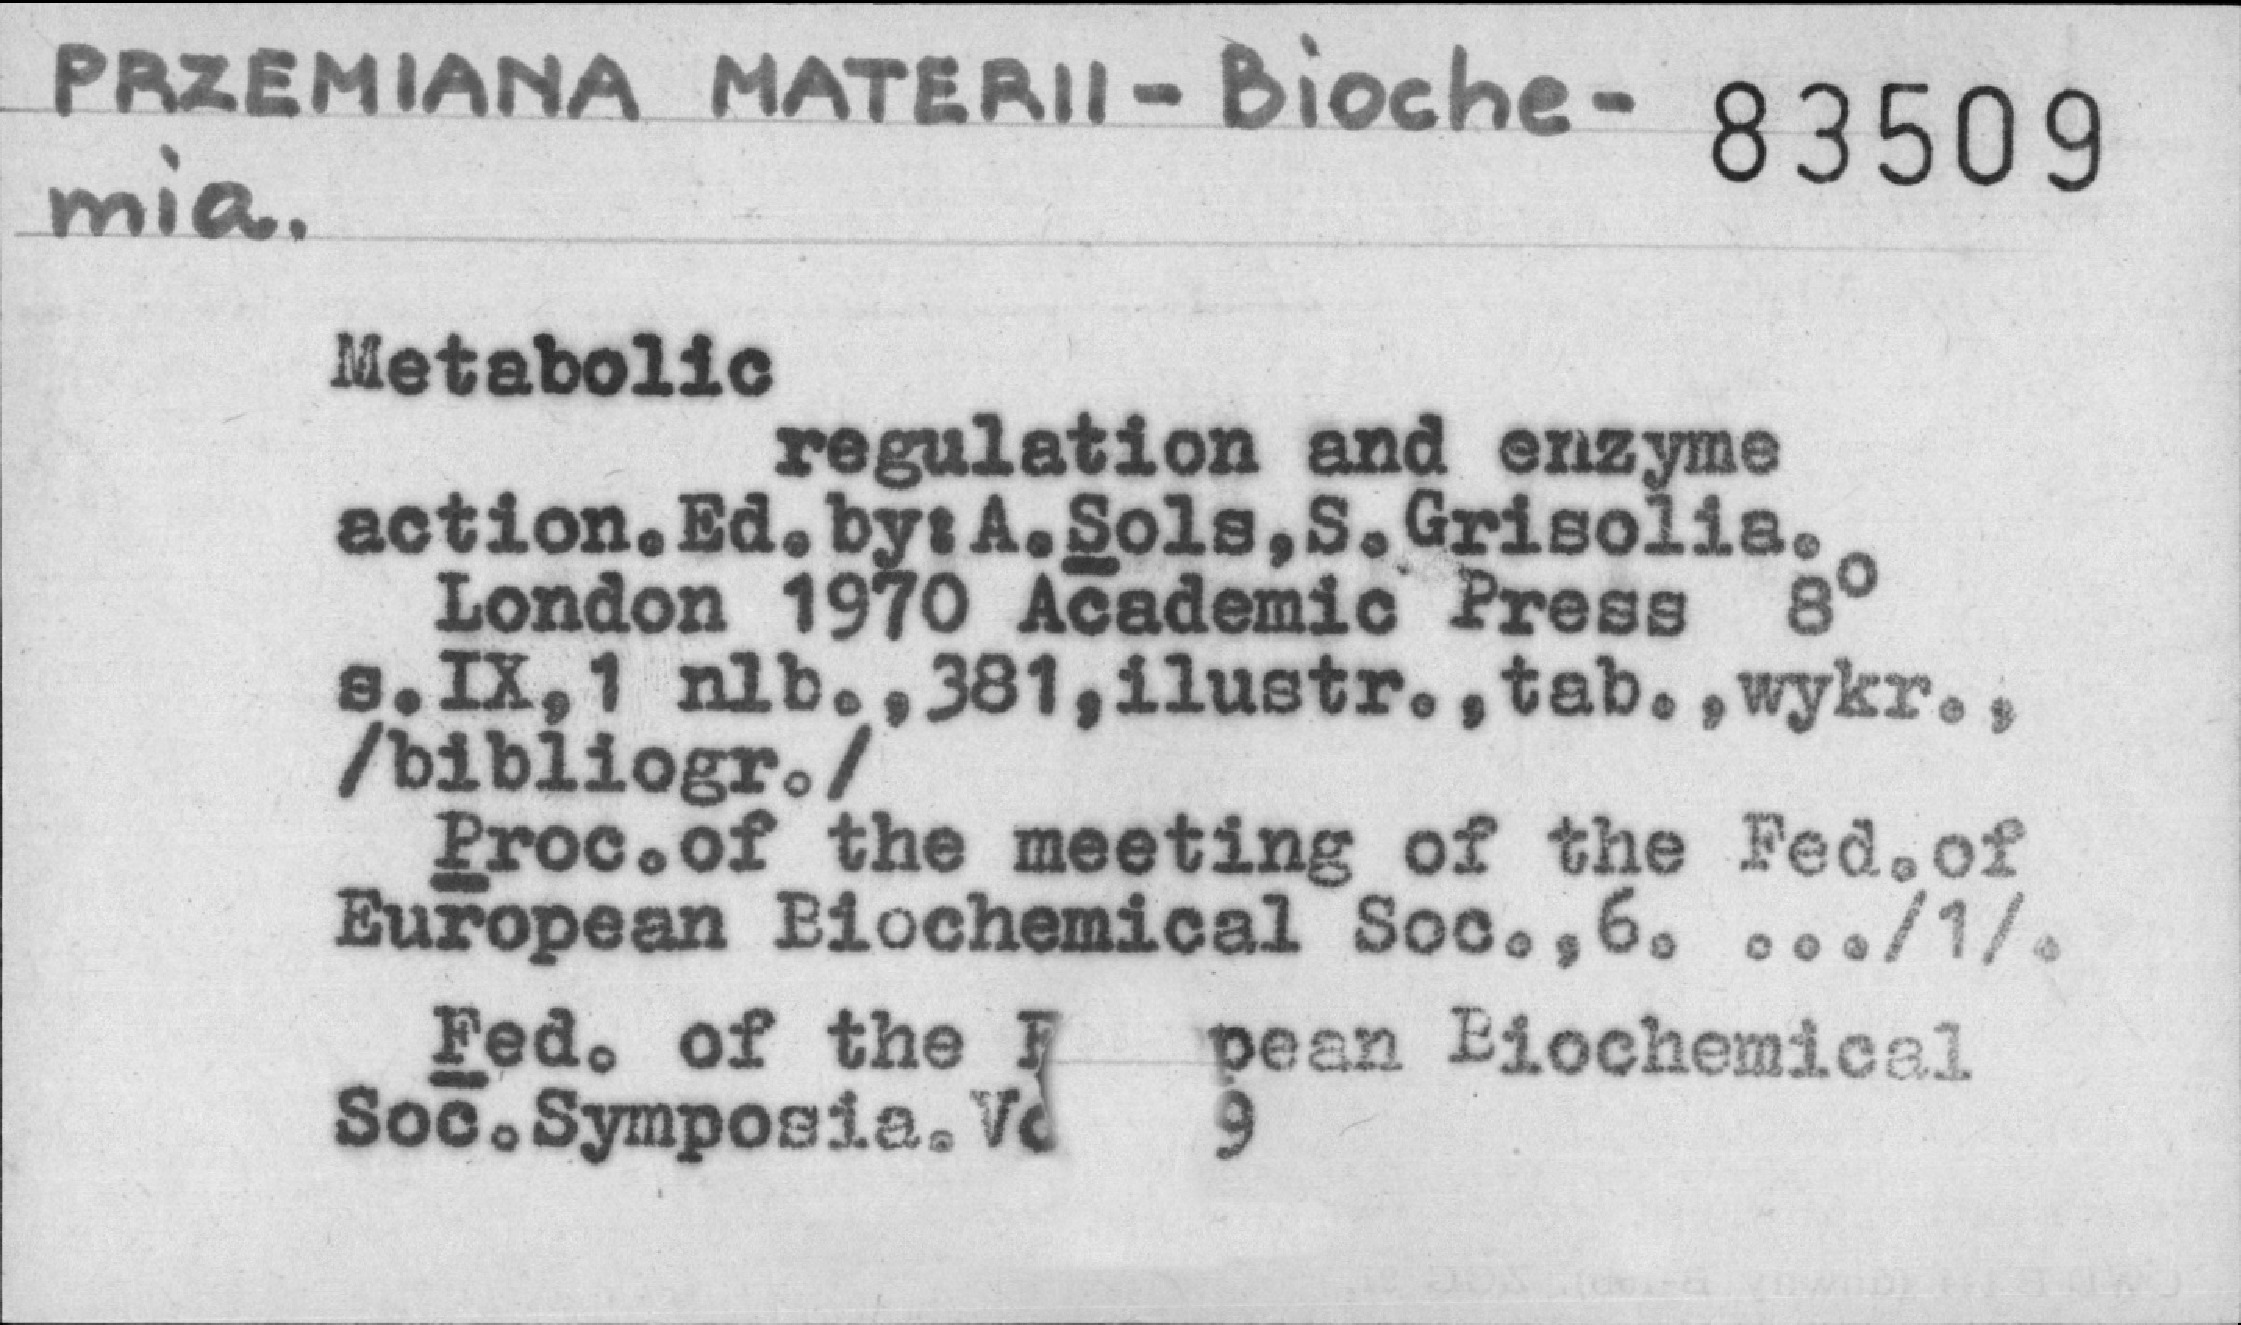 PRZEMIANA MATERII - Bioche- 83509
mia.
Metabolic
regulation and enzyme
action.Ed.by:A.Sols,S.Grisolia.
London 1970 Academic Press 8°
s.IX,1 nlb.,381,ilustr.,tab.,wykr.,
/bibliogr./
Proc.of the meeting of the Fed.of
European Biochemical Soc.,6. .../1/.
Fed. of the pean Biochemical
Soc.Symposia. 9